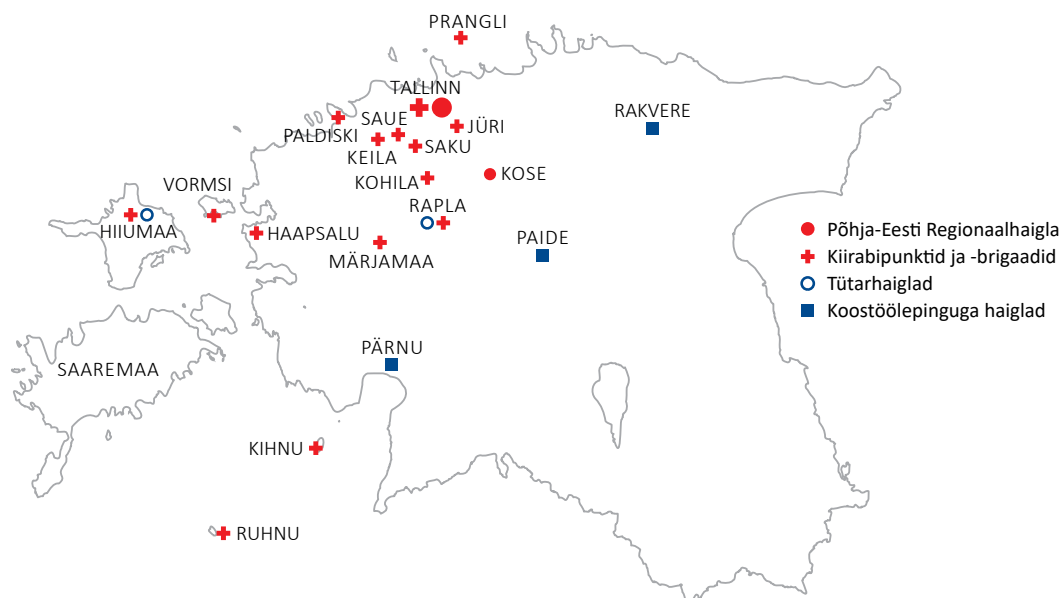 PRANGLI
TALLINN
RAKVERE
SAUE
JÜRI
PALDISKI
SAKU
KEILA
KOSE
KOHILA
VORMSI
RAPLA
HIIUMAA
HAAPSALU
PAIDE
MÄRJAMAA
Põhja-Eesti Regionaalhaigla
Kiirabipunktid ja -brigaadid
Tütarhaiglad
Koostöölepinguga haiglad
PÄRNU
SAAREMAA
KIHNU
RUHNU